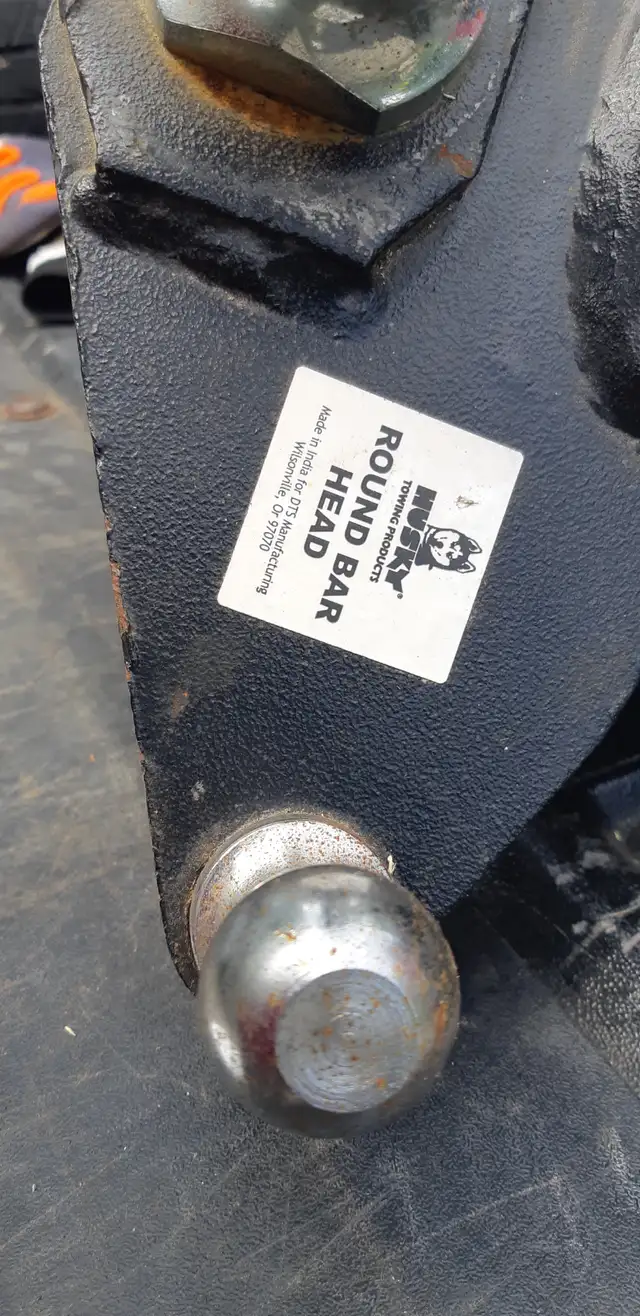 HUSKY®
TOWING PRODUCTS
ROUND BAR
HEAD
Made in India for DTS Manufacturing
Wilsonville, Or 97070